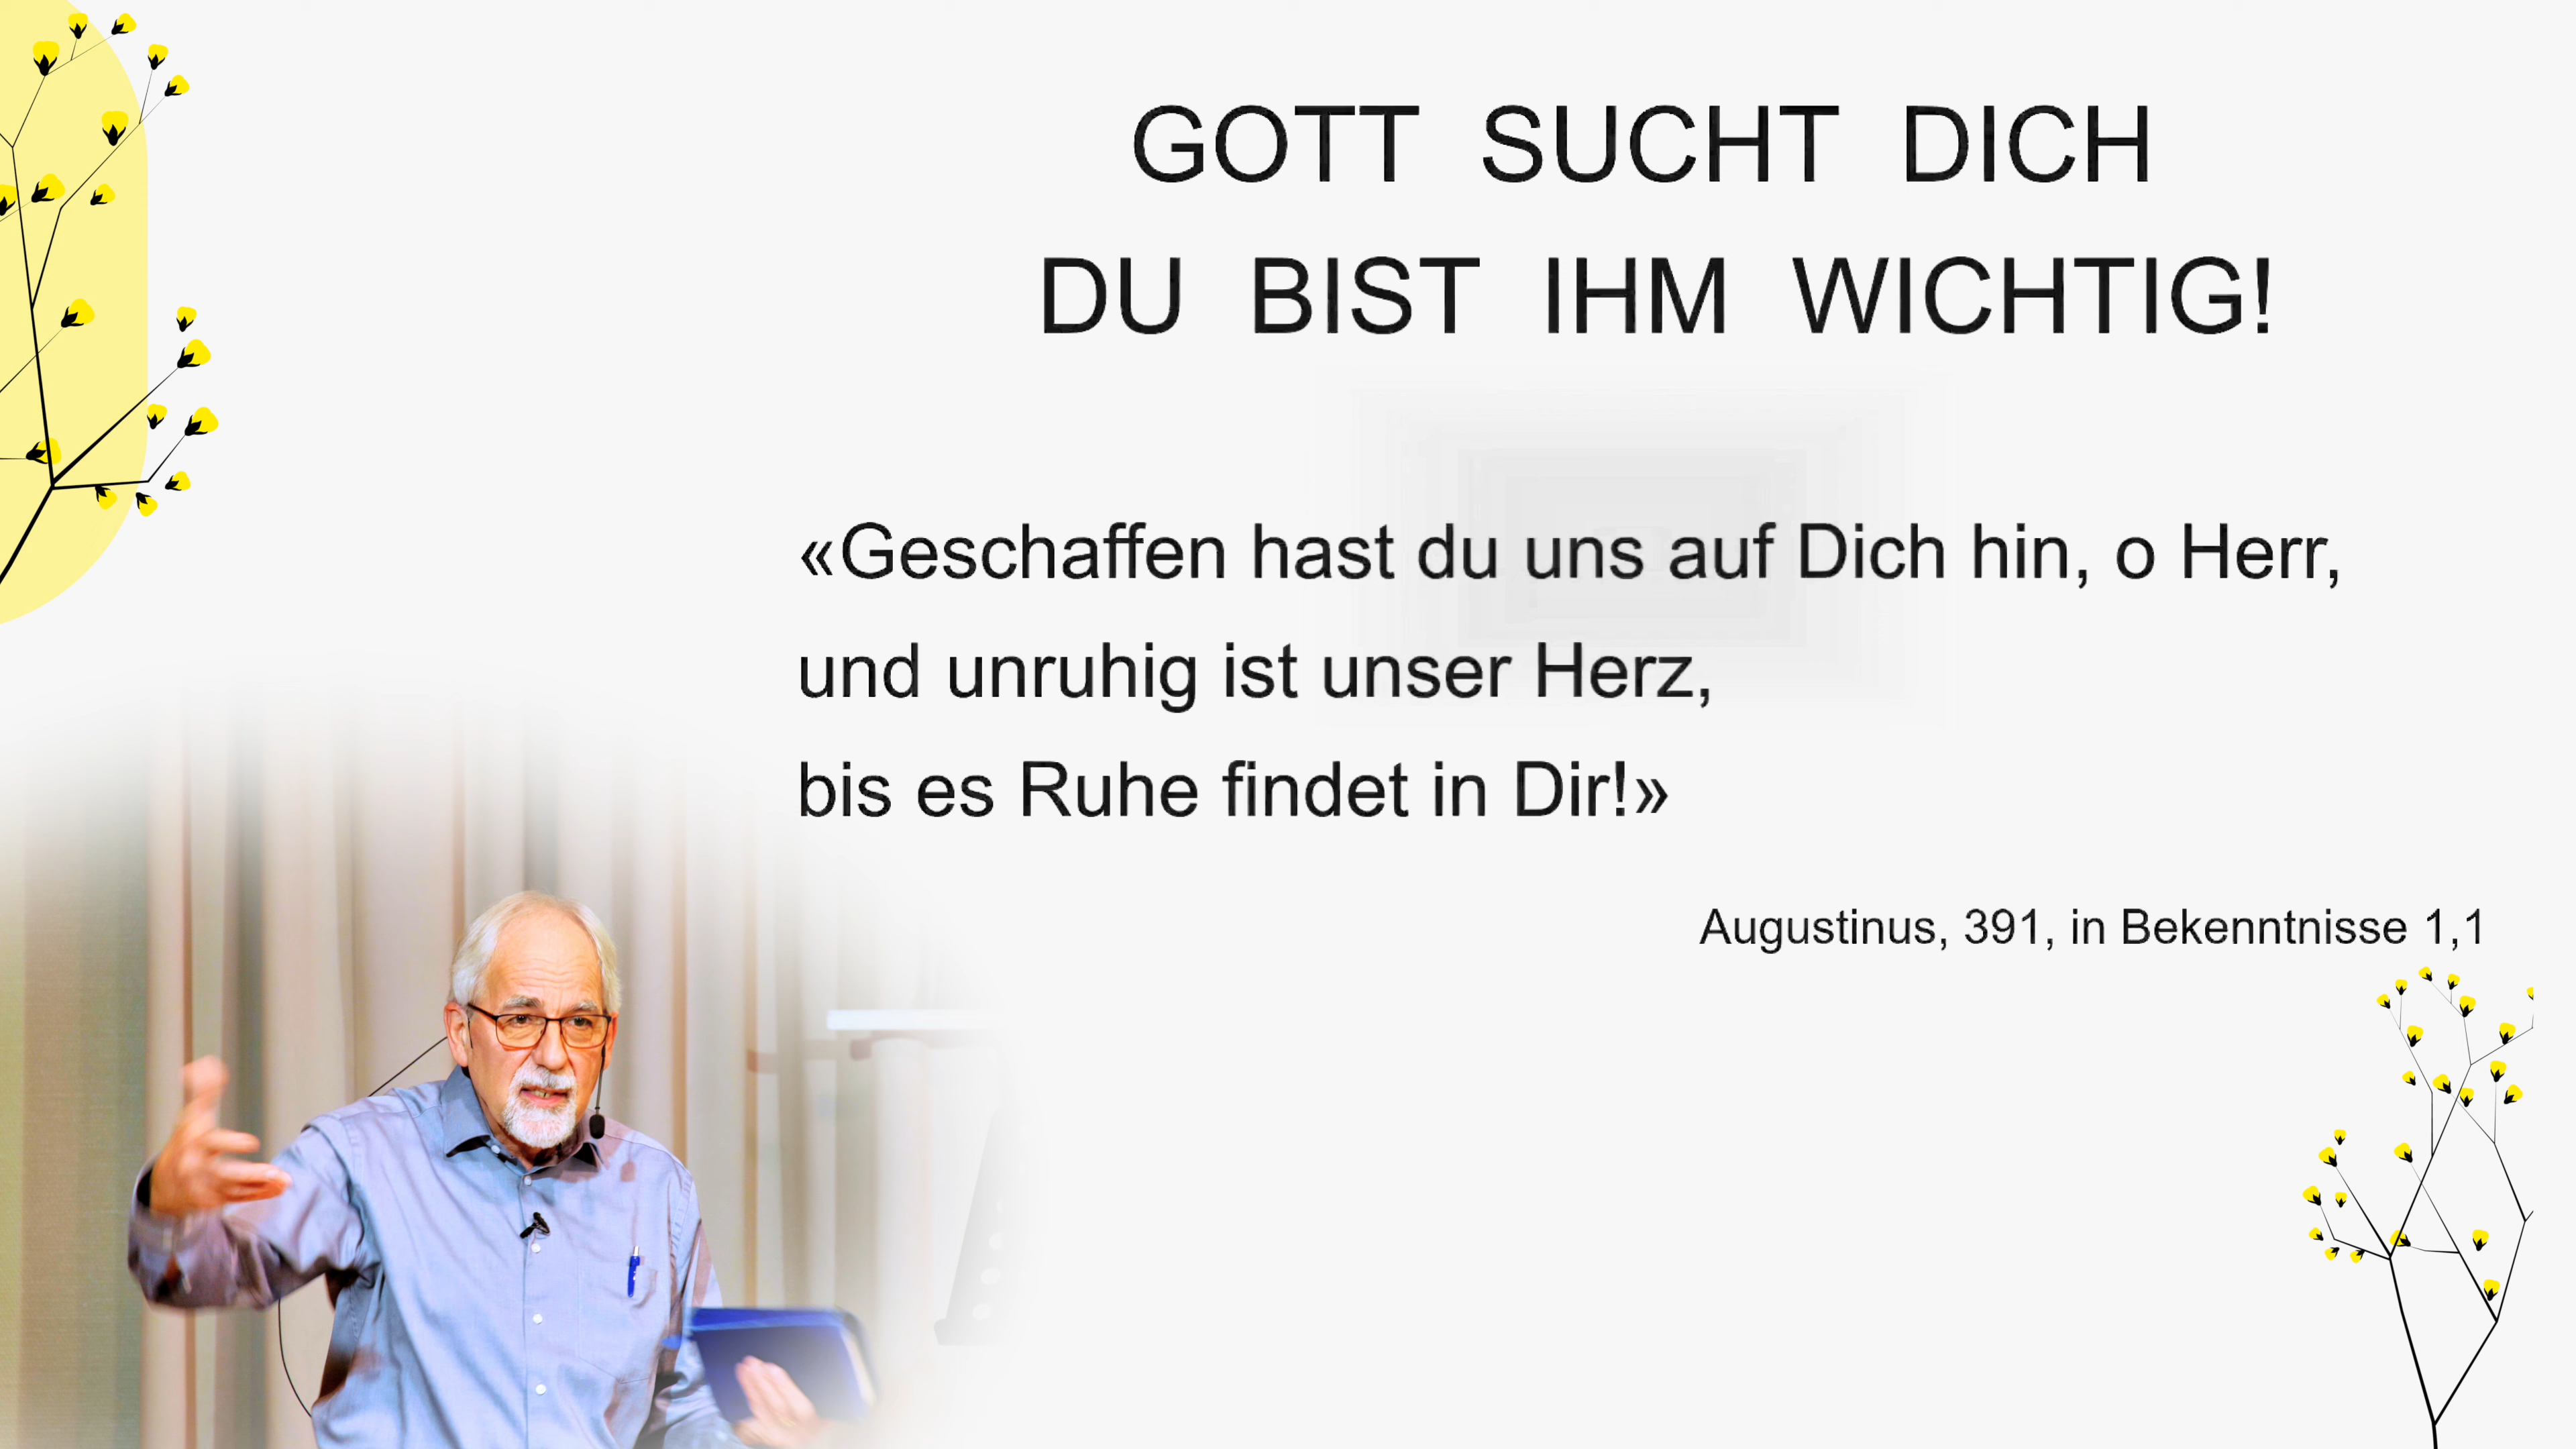 GOTT SUCHT DICH
DU BIST IHM WICHTIG!
«Geschaffen hast du uns auf Dich hin, o Herr,
und unruhig ist unser Herz,
bis es Ruhe findet in Dir!»
Augustinus, 391, in Bekenntnisse 1,1